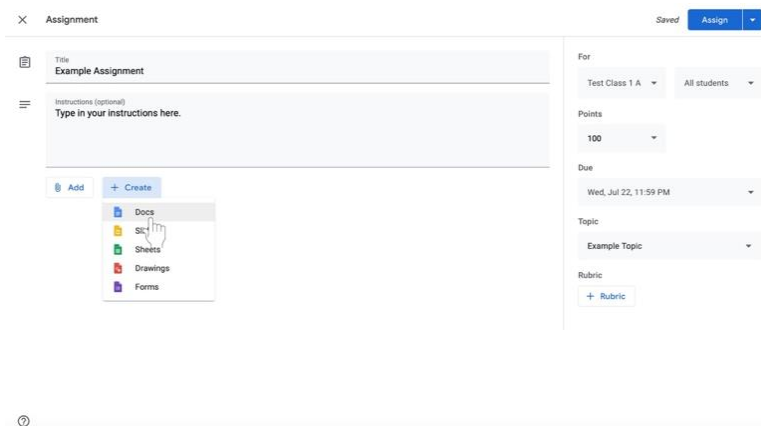 Assignment
Saved
Assign
Title
Example Assignment
Instructions (optional)
Type in your instructions here.
Add
+ Create
Docs
Sheets
Drawings
Forms
For
Test Class 1 A
All students
Points
100
Due
Wed, Jul 22, 11:59 PM
Topic
Example Topic
Rubric
+ Rubric